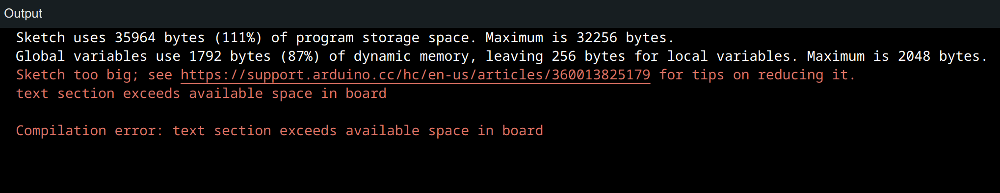 Output
Sketch uses 35964 bytes (111%) of program storage space. Maximum is 32256 bytes.
Global variables use 1792 bytes (87%) of dynamic memory, leaving 256 bytes for local variables. Maximum is 2048 bytes.
Sketch too big; see https://support.arduino.cc/hc/en-us/articles/360013825179 for tips on reducing it.
text section exceeds available space in board
Compilation error: text section exceeds available space in board